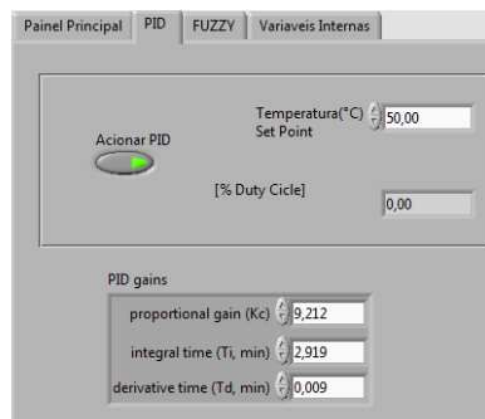 Painel Principal PID FUZZY Variaveis Internas
Temperatura(°C) 50,00
Set Point
Acionar PID
[% Duty Cicle]
0,00
PID gains
proportional gain (Kc) 9,212
integral time (Ti, min) 2,919
derivative time (Td, min) 0,009